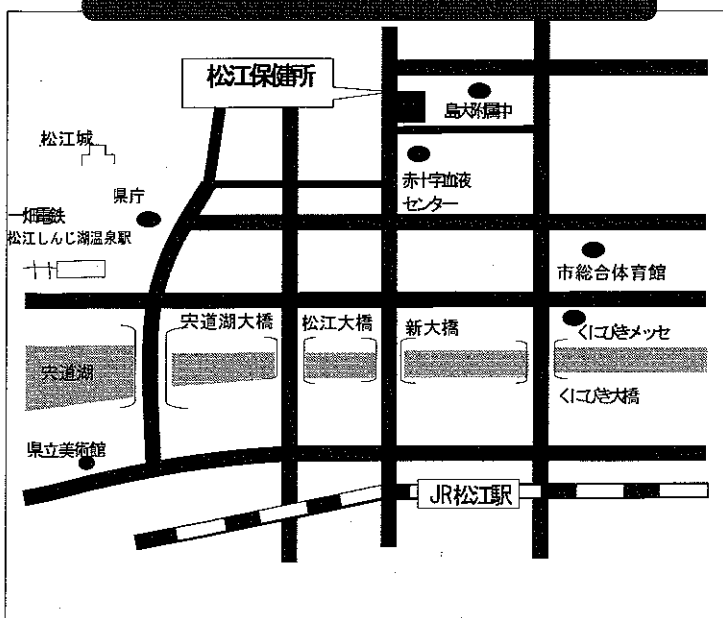 松江保健所
島大附属中
松江城
赤十字血液
センター
県庁
一畑電鉄
松江しんじ湖温泉駅
市総合体育館
宍道湖大橋
松江大橋
新大橋
くにびきメッセ
宍道湖
くにびき大橋
県立美術館
JR松江駅